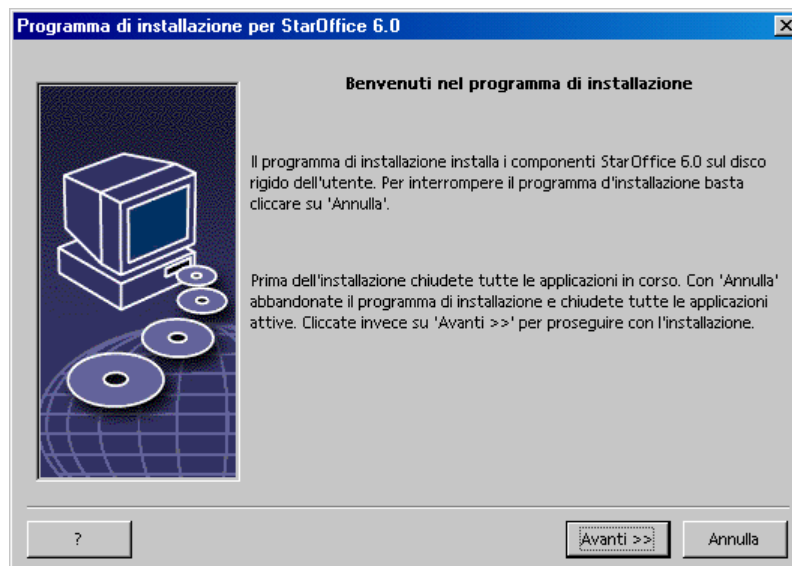 Programma di installazione per StarOffice 6.0
Benvenuti nel programma di installazione
Il programma di installazione installa i componenti StarOffice 6.0 sul disco
rigido dell'utente. Per interrompere il programma d'installazione basta
cliccare su 'Annulla'.
Prima dell'installazione chiudete tutte le applicazioni in corso. Con 'Annulla'
abbandonate il programma di installazione e chiudete tutte le applicazioni
attive. Cliccate invece su 'Avanti >>' per proseguire con l'installazione.
?
Avanti >>
Annulla